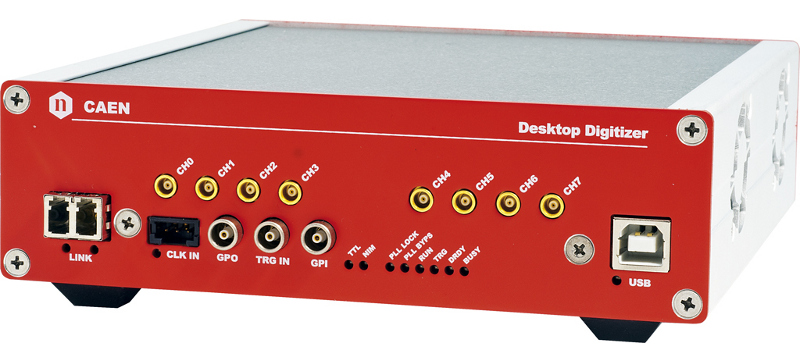 n CAEN
Desktop Digitizer
CH0 CH1 CH2 CH3 CH4 CH5 CH6 CH7
LINK CLK IN GPO TRG IN GPI
TTL NIM PLL LOCK PLL BYPS RUN TRG DRDY BUSY
USB